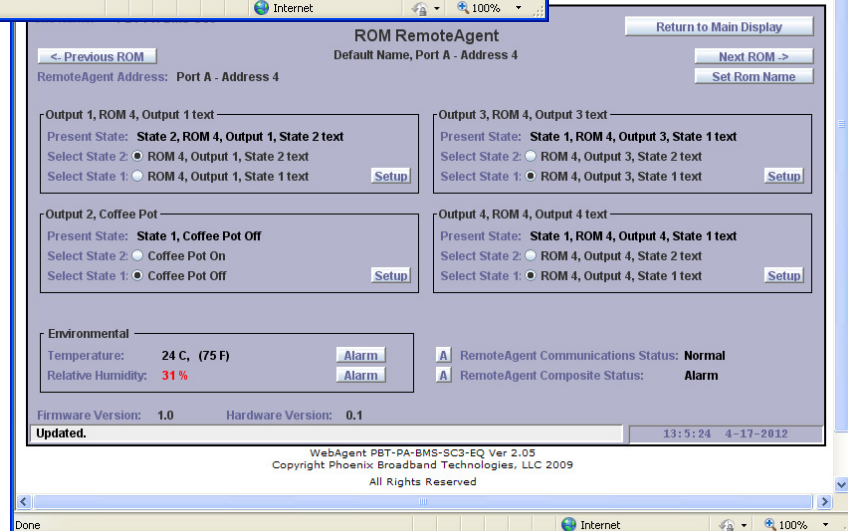 Internet 100%
ROM RemoteAgent
Return to Main Display
<- Previous ROM
Default Name, Port A - Address 4
Next ROM ->
RemoteAgent Address: Port A - Address 4
Set Rom Name
Output 1, ROM 4, Output 1 text
Present State: State 2, ROM 4, Output 1, State 2 text
Select State 2: ROM 4, Output 1, State 2 text
Select State 1: ROM 4, Output 1, State 1 text
Setup
Output 3, ROM 4, Output 3 text
Present State: State 1, ROM 4, Output 3, State 1 text
Select State 2: ROM 4, Output 3, State 2 text
Select State 1: ROM 4, Output 3, State 1 text
Setup
Output 2, Coffee Pot
Present State: State 1, Coffee Pot Off
Select State 2: Coffee Pot On
Select State 1: Coffee Pot Off
Setup
Output 4, ROM 4, Output 4 text
Present State: State 1, ROM 4, Output 4, State 1 text
Select State 2: ROM 4, Output 4, State 2 text
Select State 1: ROM 4, Output 4, State 1 text
Setup
Environmental
Temperature: 24 C, (75 F) Alarm
Relative Humidity: 31 % Alarm
A RemoteAgent Communications Status: Normal
A RemoteAgent Composite Status: Alarm
Firmware Version: 1.0 Hardware Version: 0.1
Updated.
13:5:24 4-17-2012
WebAgent PBT-PA-BMS-SC3-EQ Ver 2.05
Copyright Phoenix Broadband Technologies, LLC 2009
All Rights Reserved
Done
Internet 100%